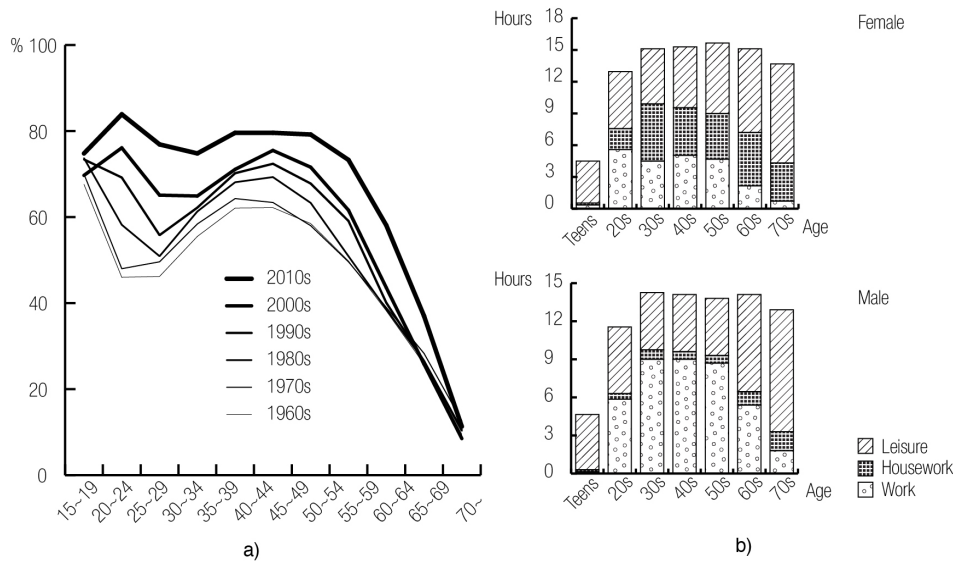 % 100
80
60
40
20
0
2010s
2000s
1990s
1980s
1970s
1960s
15~19
20~24
25~29
30~34
35~39
40~44
45~49
50~54
55~59
60~64
65~69
70~
a)
Hours
18
15
12
9
6
3
0
Female
Teens
20s
30s
40s
50s
60s
70s
Age
Hours
15
12
9
6
3
0
Male
Teens
20s
30s
40s
50s
60s
70s
Age
Leisure
Housework
Work
b)